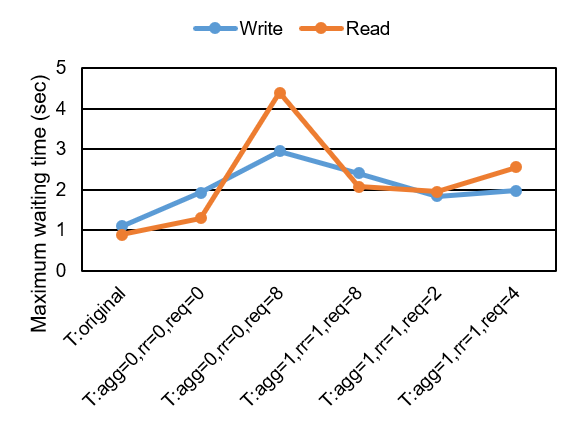 Write Read
Maximum waiting time (sec)
5
4
3
2
1
0
T:original
T:agg=0,rr=0,req=0
T:agg=0,rr=0,req=8
T:agg=1,rr=1,req=8
T:agg=1,rr=1,req=2
T:agg=1,rr=1,req=4